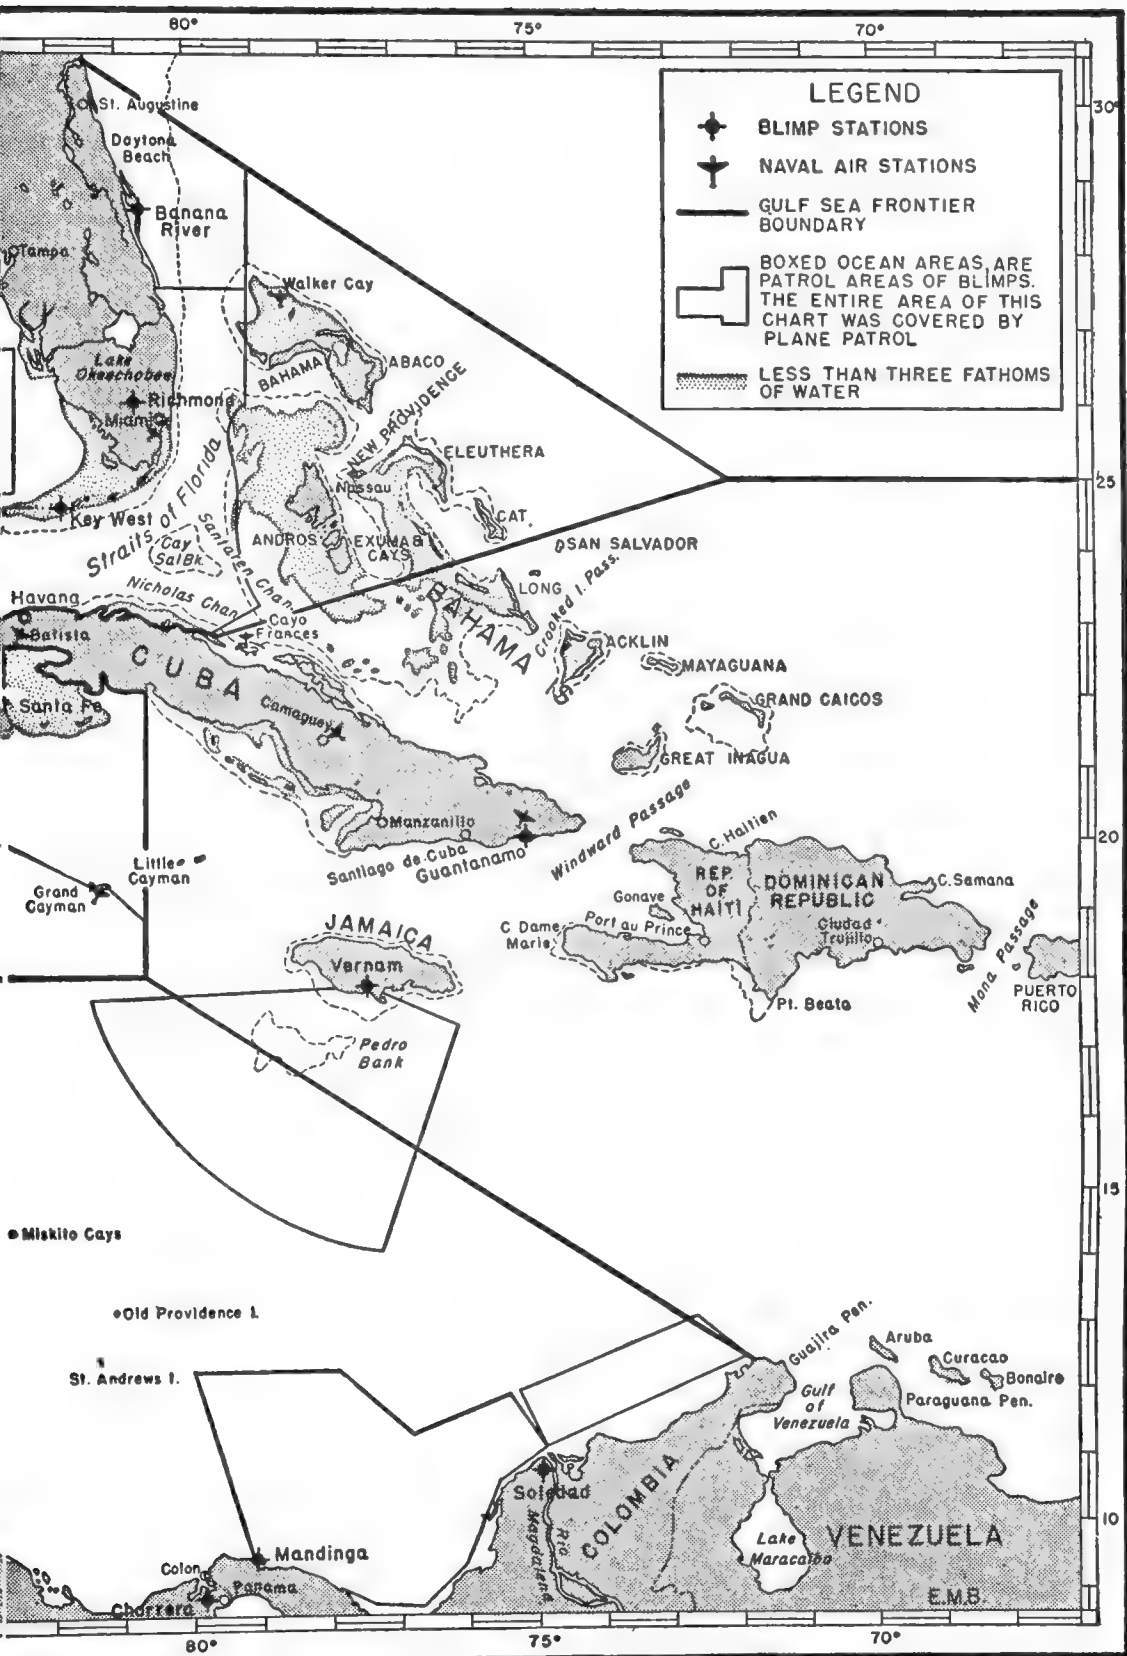 80°
75°
70°
LEGEND
BLIMP STATIONS
NAVAL AIR STATIONS
GULF SEA FRONTIER
BOUNDARY
BOXED OCEAN AREAS ARE
PATROL AREAS OF BLIMPS.
THE ENTIRE AREA OF THIS
CHART WAS COVERED BY
PLANE PATROL
LESS THAN THREE FATHOMS
OF WATER
30°
St. Augustine
Daytona
Beach
Banana
River
Tampa
Walker Cay
Lake
Okeechobee
BAHAMA
ABACO
Richmond
Miami
NEW PROVIDENCE
ELEUTHERA
Nassau
25
Key West
Straits of Florida
CAT.
Cay
Sal Bk.
Santaren Chan.
ANDROS
EXUMA &
CAYS
SAN SALVADOR
Nicholas Chan.
LONG
BAHAMA
Crooked I. Pass.
Havana
Batista
Cayo
Frances
ACKLIN
CUBA
MAYAGUANA
Santa Fe
Camaguey
GRAND CAICOS
GREAT INAGUA
Manzanillo
Santiago de Cuba
Guantanamo
Windward Passage
20
C. Haitien
Little
Cayman
Grand
Cayman
REP.
OF
HAITI
DOMINICAN
REPUBLIC
C. Samana
Gonave
Port au Prince
C. Dame
Marie
Ciudad
Trujillo
JAMAICA
Vernam
Mona Passage
PUERTO
RICO
Pt. Beata
Pedro
Bank
15
Miskito Cays
Old Providence I.
St. Andrews I.
Guajira Pen.
Aruba
Curacao
Bonaire
Gulf
of
Venezuela
Paraguana Pen.
Soledad
Rio
Magdalena
COLOMBIA
10
Lake
Maracaibo
VENEZUELA
Mandinga
Colon
Panama
Chorrera
E.M.B.
80°
75°
70°